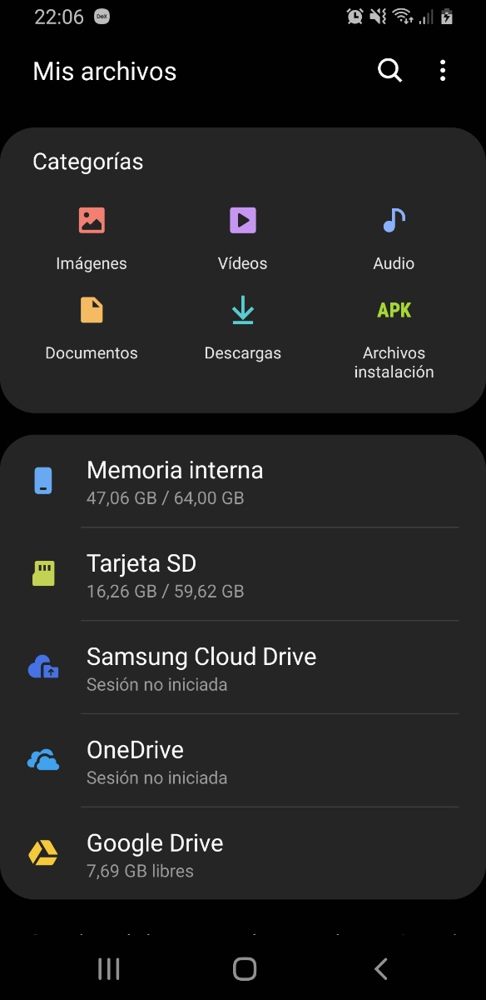 22:06 DeX
Mis archivos
Categorías
Imágenes Vídeos Audio
APK
Documentos Descargas Archivos
instalación
Memoria interna
47,06 GB / 64,00 GB
Tarjeta SD
16,26 GB / 59,62 GB
Samsung Cloud Drive
Sesión no iniciada
OneDrive
Sesión no iniciada
Google Drive
7,69 GB libres